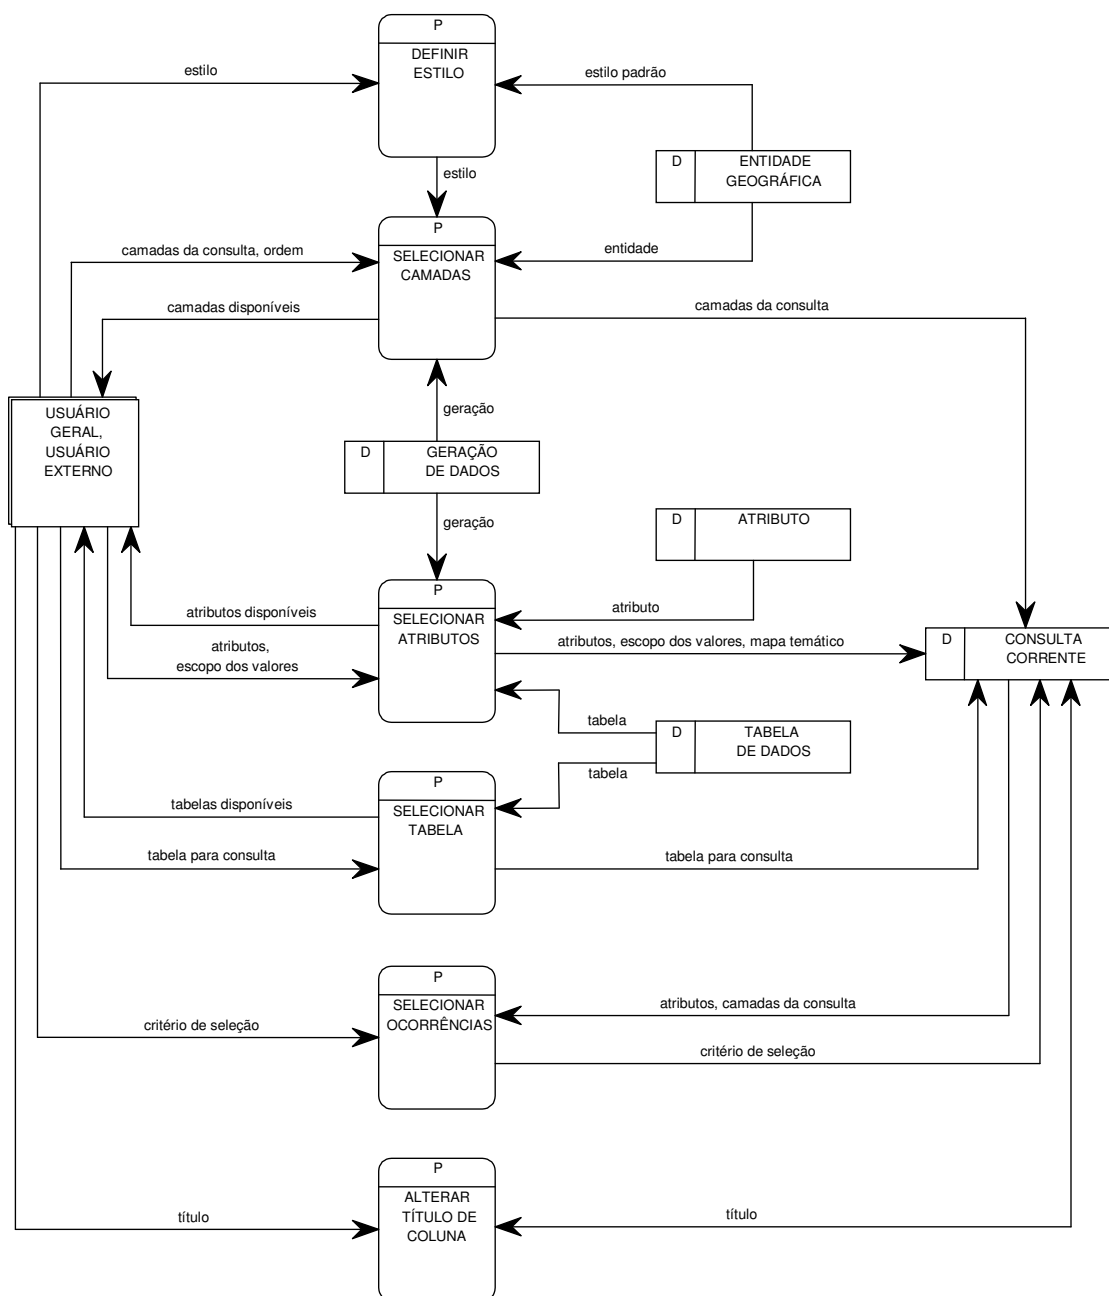 P
DEFINIR
ESTILO
estilo
estilo padrão
D
ENTIDADE
GEOGRÁFICA
estilo
P
SELECIONAR
CAMADAS
camadas da consulta, ordem
entidade
camadas disponíveis
camadas da consulta
USUÁRIO
GERAL,
USUÁRIO
EXTERNO
geração
D
GERAÇÃO
DE DADOS
geração
D
ATRIBUTO
P
SELECIONAR
ATRIBUTOS
atributos disponíveis
atributo
atributos,
escopo dos valores
atributos, escopo dos valores, mapa temático
D
CONSULTA
CORRENTE
tabela
D
TABELA
DE DADOS
tabela
P
SELECIONAR
TABELA
tabelas disponíveis
tabela para consulta
tabela para consulta
P
SELECIONAR
OCORRÊNCIAS
atributos, camadas da consulta
critério de seleção
critério de seleção
P
ALTERAR
TÍTULO DE
COLUNA
título
título